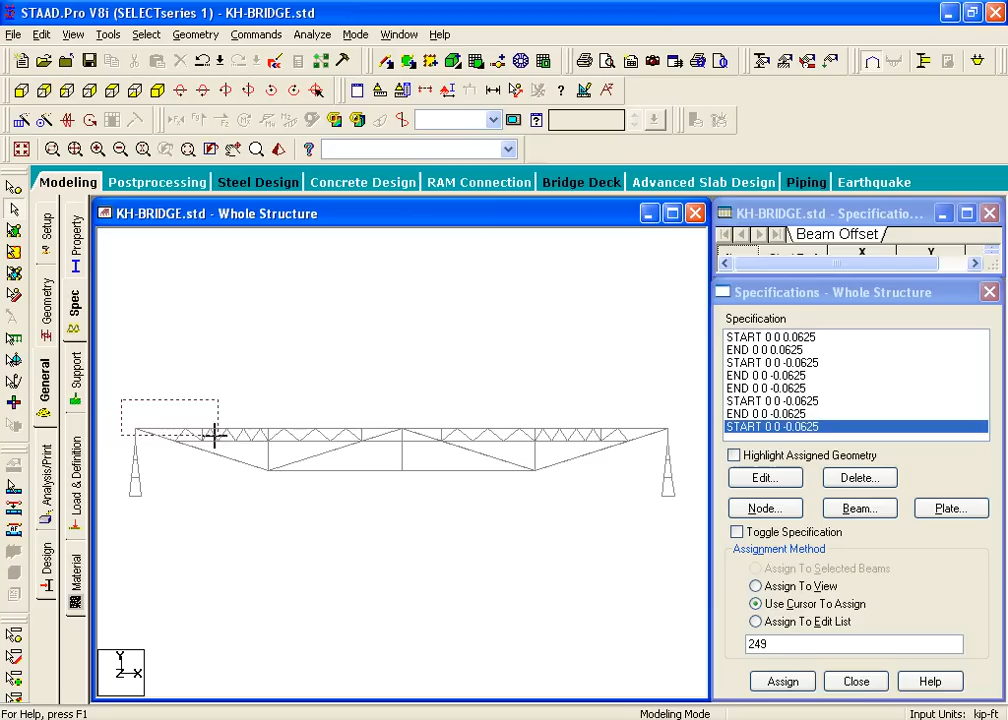 STAAD.Pro V8i (SELECTseries 1) - KH-BRIDGE.std
File Edit View Tools Select Geometry Commands Analyze Mode Window Help
Modeling Postprocessing Steel Design Concrete Design RAM Connection Bridge Deck Advanced Slab Design Piping Earthquake
Setup
Geometry
General
Analysis/Print
Design
Property
Spec
Support
Load & Definition
Material
KH-BRIDGE.std - Whole Structure
Y
Z X
KH-BRIDGE.std - Specificatio...
Beam Offset
X Y
Specifications - Whole Structure
Specification
START 0 0 0.0625
END 0 0 0.0625
START 0 0 -0.0625
END 0 0 -0.0625
END 0 0 -0.0625
START 0 0 -0.0625
END 0 0 -0.0625
START 0 0 -0.0625
Highlight Assigned Geometry
Edit... Delete...
Node... Beam... Plate...
Toggle Specification
Assignment Method
Assign To Selected Beams
Assign To View
Use Cursor To Assign
Assign To Edit List
249
Assign Close Help
For Help, press F1 Modeling Mode Input Units: kip-ft